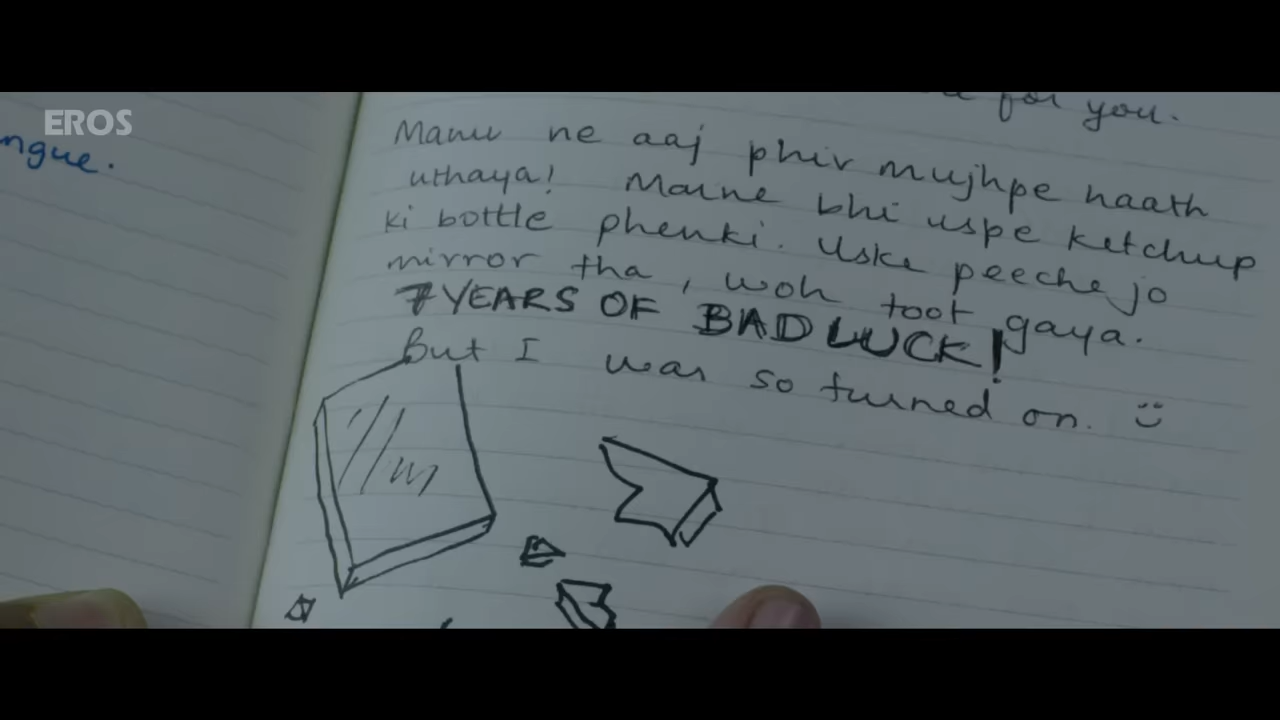 EROS
ngue.
for you.
Manu ne aaj phir mujhpe haath
uthaya! Maine bhi uspe ketchup
ki bottle phenki. Uske peeche jo
mirror tha, woh toot gaya.
7 YEARS OF BAD LUCK!
But I was so turned on.